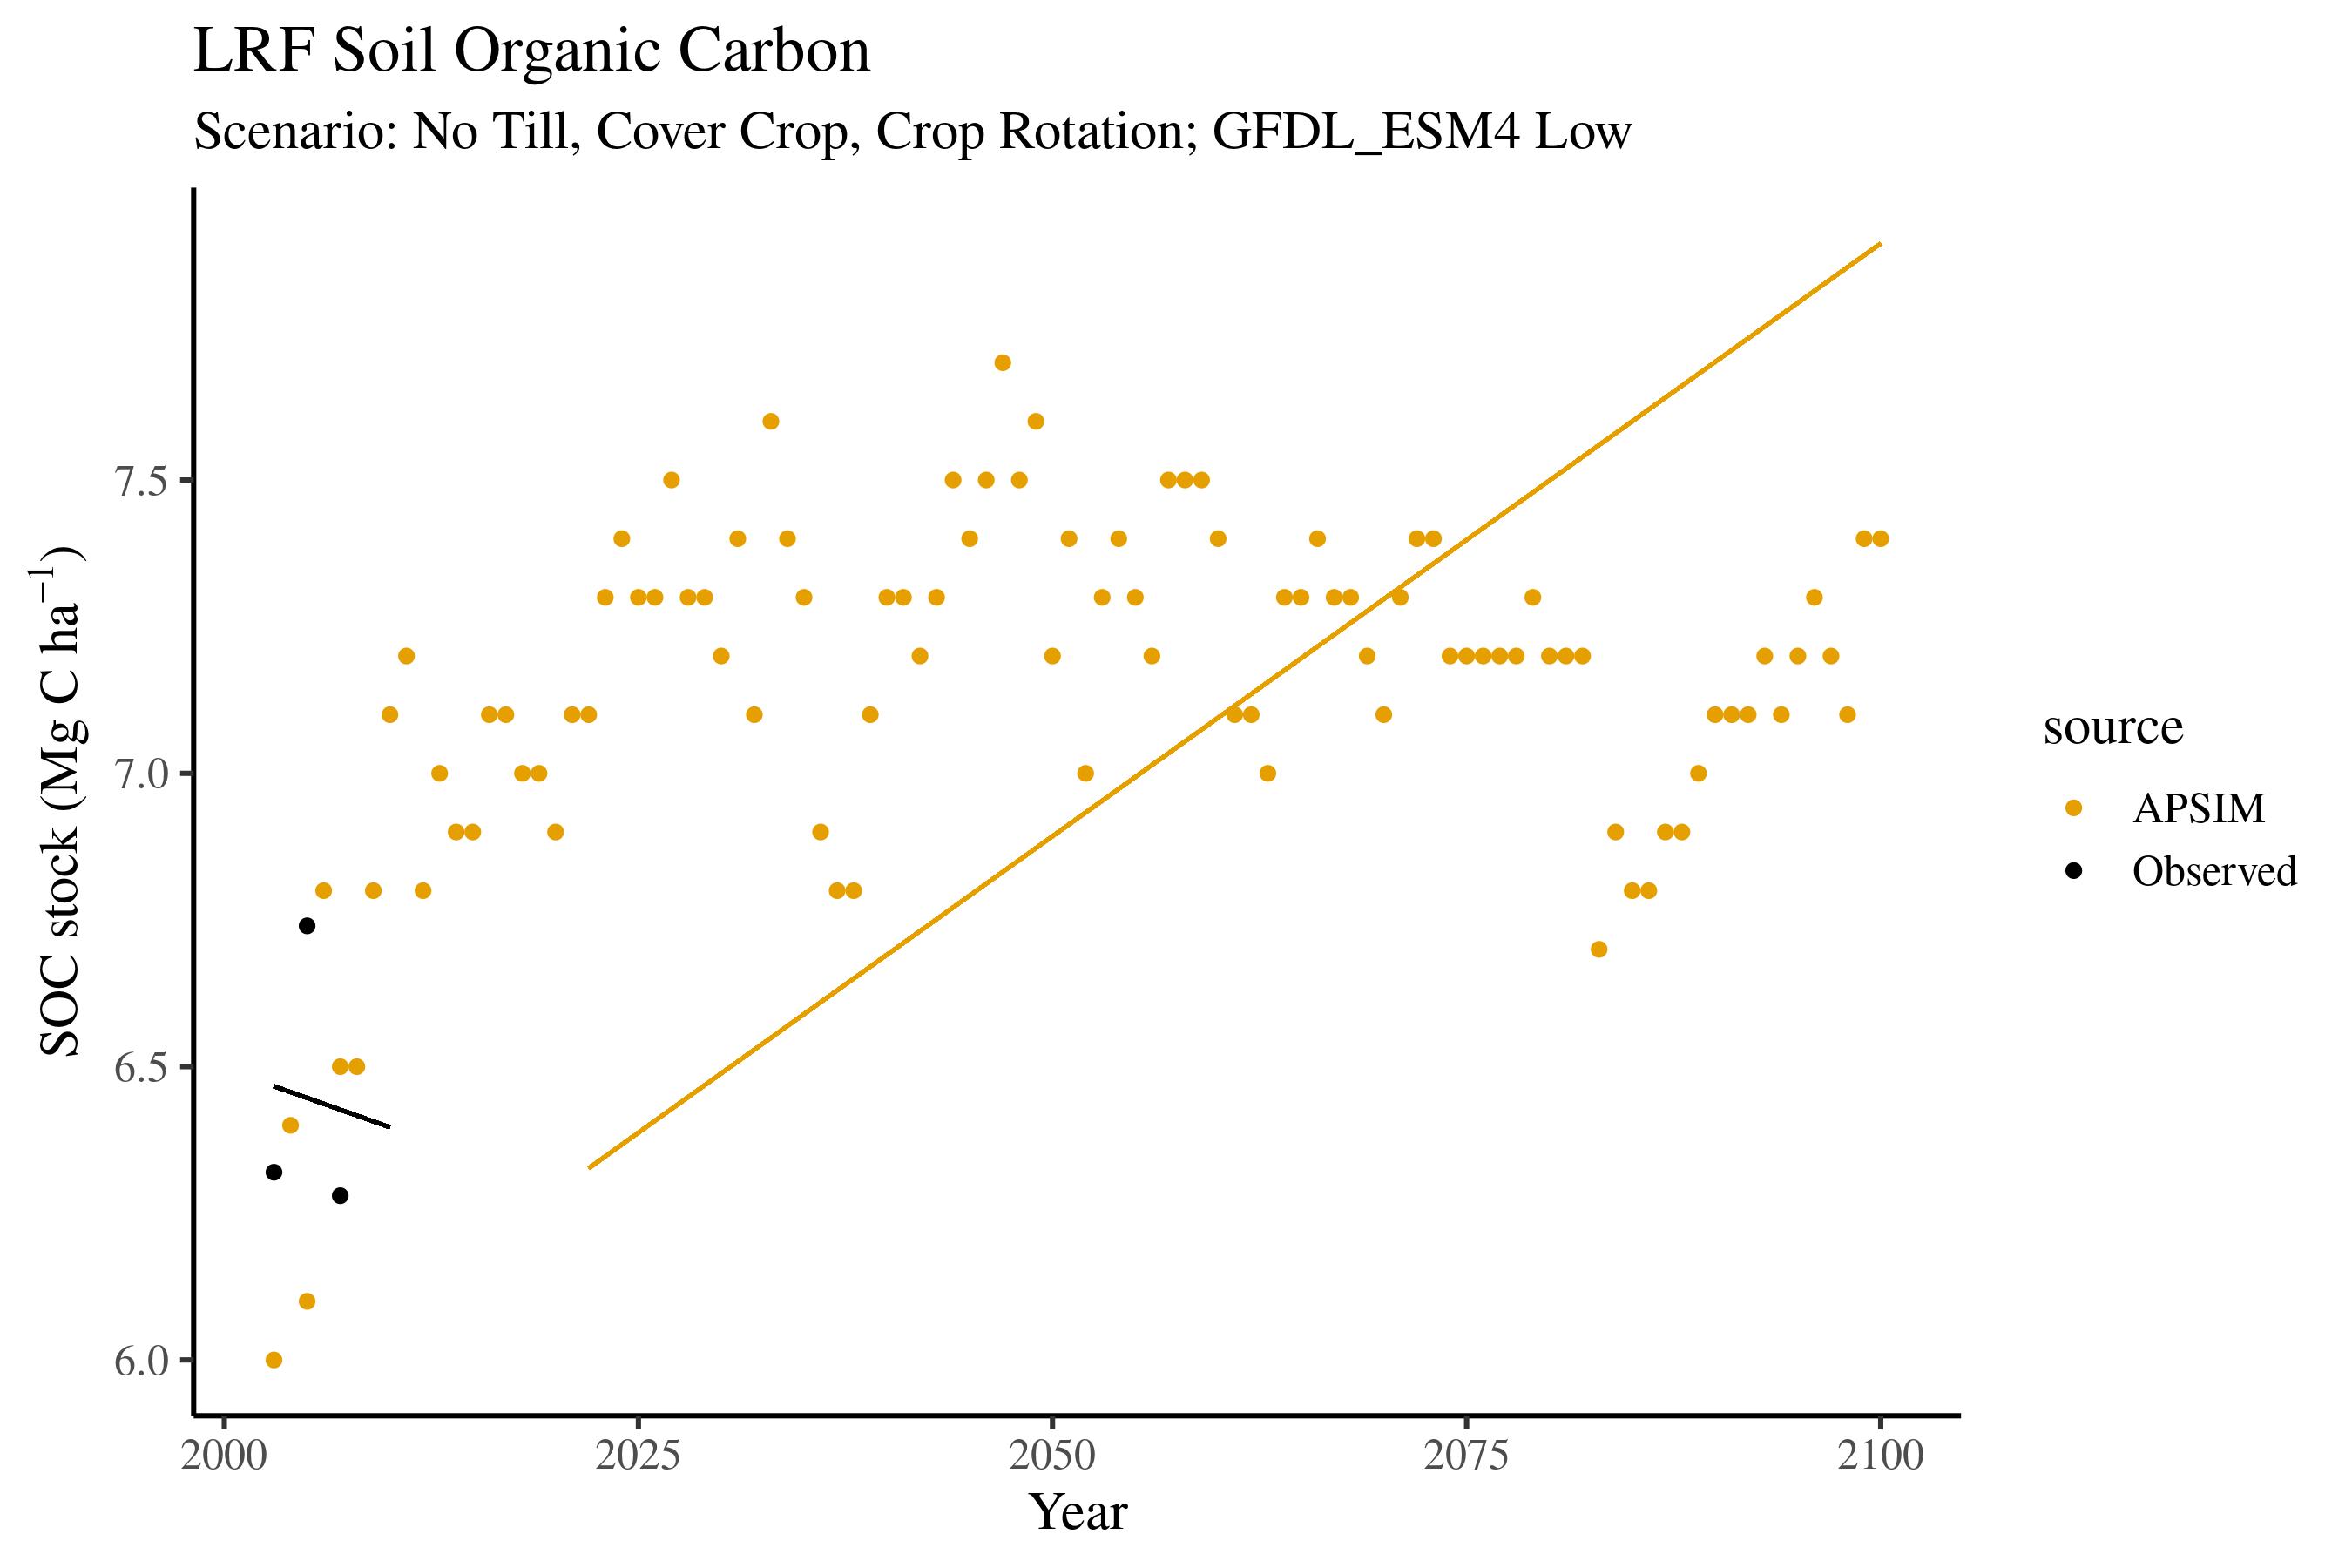 LRF Soil Organic Carbon
Scenario: No Till, Cover Crop, Crop Rotation; GFDL_ESM4 Low
SOC stock (Mg C ha−1)
7.5
7.0
6.5
6.0
2000 2025 2050 2075 2100
Year
source
APSIM
Observed